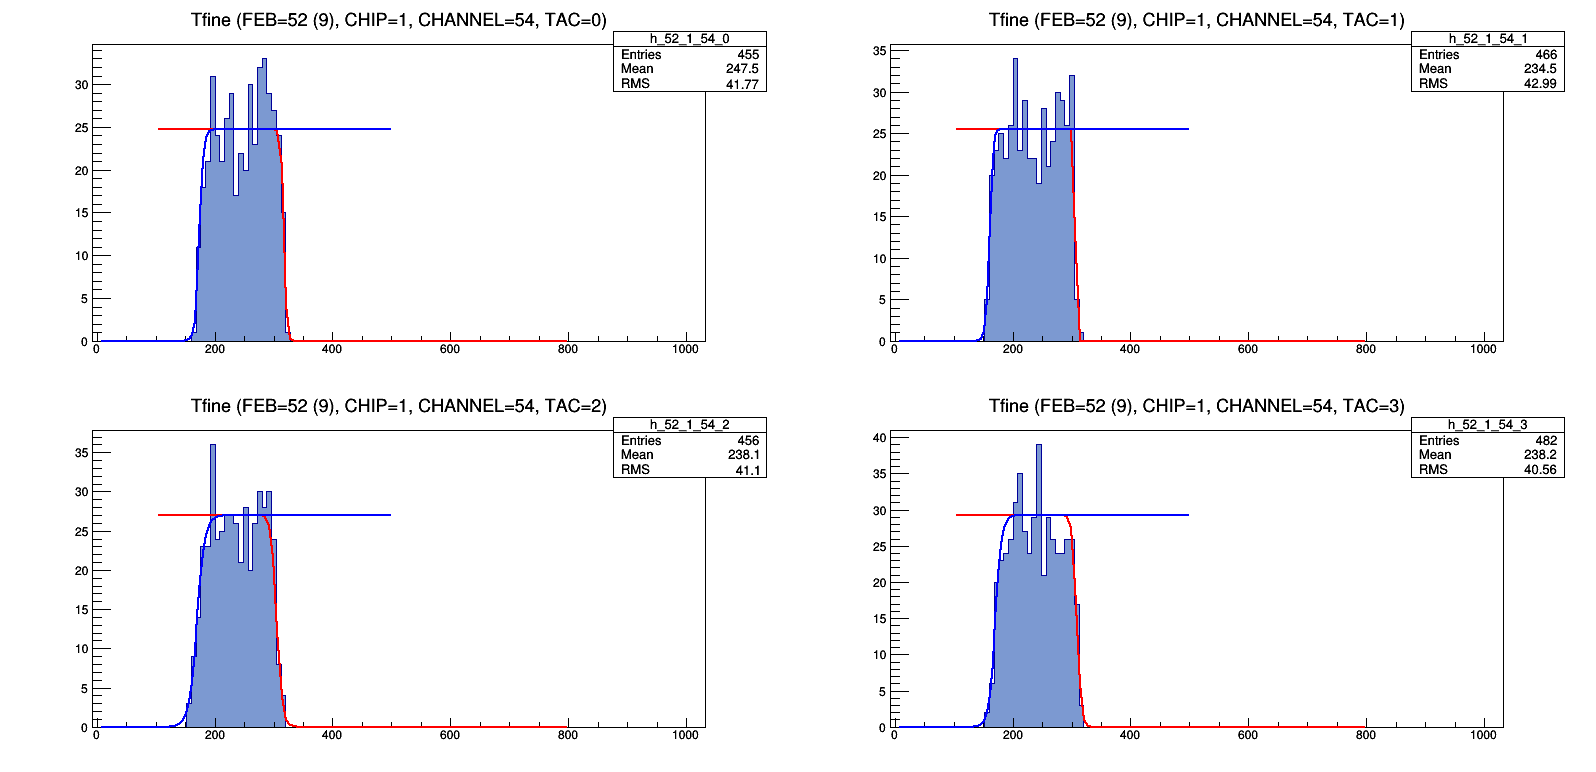 Tfine (FEB=52 (9), CHIP=1, CHANNEL=54, TAC=0)
h_52_1_54_0
Entries 455
Mean 247.5
RMS 41.77
30
25
20
15
10
5
0
0 200 400 600 800 1000
Tfine (FEB=52 (9), CHIP=1, CHANNEL=54, TAC=1)
h_52_1_54_1
Entries 466
Mean 234.5
RMS 42.99
35
30
25
20
15
10
5
0
0 200 400 600 800 1000
Tfine (FEB=52 (9), CHIP=1, CHANNEL=54, TAC=2)
h_52_1_54_2
Entries 456
Mean 238.1
RMS 41.1
35
30
25
20
15
10
5
0
0 200 400 600 800 1000
Tfine (FEB=52 (9), CHIP=1, CHANNEL=54, TAC=3)
h_52_1_54_3
Entries 482
Mean 238.2
RMS 40.56
40
35
30
25
20
15
10
5
0
0 200 400 600 800 1000